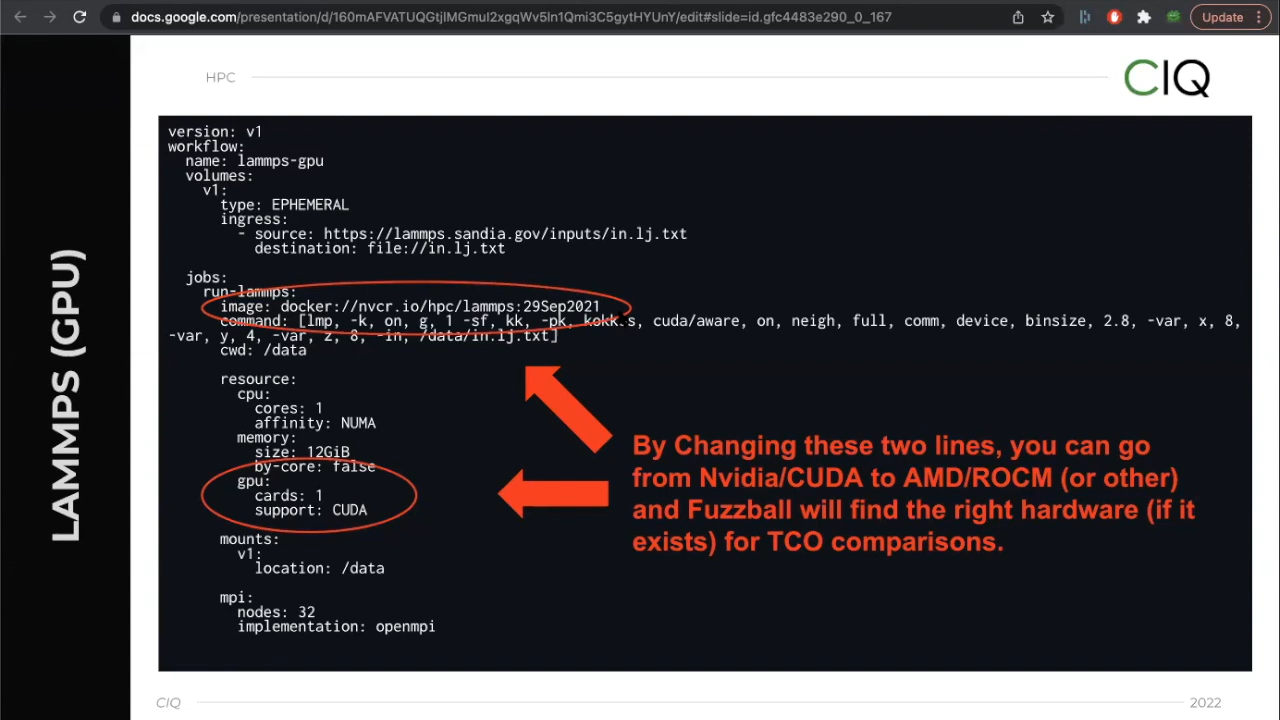 docs.google.com/presentation/d/160mAFVATUQGtjlMGmul2xgqWv5ln1Qmi3C5gytHYUnY/edit#slide=id.gfc4483e290_0_167
Update
HPC
CIQ
LAMMPS (GPU)
version: v1
workflow:
name: lammps-gpu
volumes:
v1:
type: EPHEMERAL
ingress:
- source: https://lammps.sandia.gov/inputs/in.lj.txt
destination: file://in.lj.txt
jobs:
run-lammps:
image: docker://nvcr.io/hpc/lammps:29Sep2021
command: [lmp, -k, on, g, 1 -sf, kk, -pk, kokkos, cuda/aware, on, neigh, full, comm, device, binsize, 2.8, -var, x, 8,
-var, y, 4, -var, z, 8, -in, /data/in.lj.txt]
cwd: /data
resource:
cpu:
cores: 1
affinity: NUMA
memory:
size: 12GiB
by-core: false
gpu:
cards: 1
support: CUDA
mounts:
v1:
location: /data
mpi:
nodes: 32
implementation: openmpi
By Changing these two lines, you can go
from Nvidia/CUDA to AMD/ROCM (or other)
and Fuzzball will find the right hardware (if it
exists) for TCO comparisons.
CIQ
2022